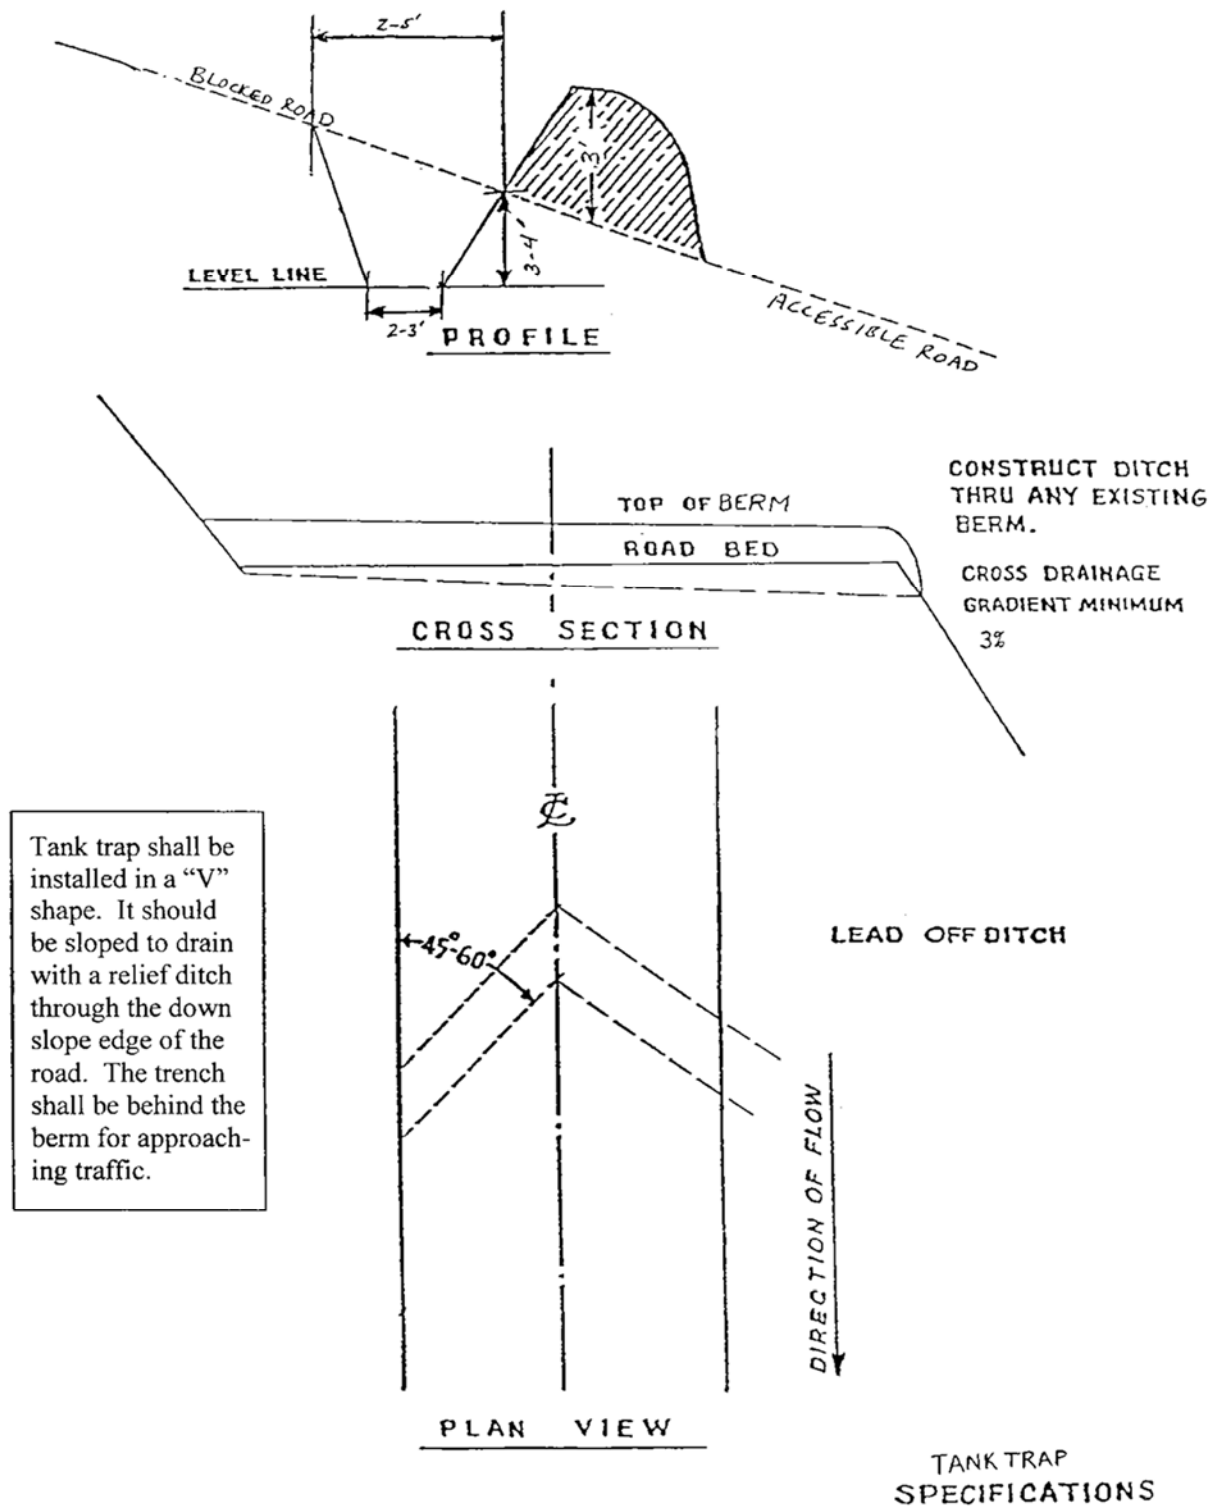 2-5'
BLOCKED ROAD
3'
3-4'
LEVEL LINE
2-3'
PROFILE
ACCESSIBLE ROAD
CONSTRUCT DITCH
THRU ANY EXISTING
BERM.
TOP OF BERM
ROAD BED
CROSS DRAINAGE
GRADIENT MINIMUM
3%
CROSS SECTION
℄
Tank trap shall be
installed in a “V”
shape. It should
be sloped to drain
with a relief ditch
through the down
slope edge of the
road. The trench
shall be behind the
berm for approach-
ing traffic.
45°-60°
LEAD OFF DITCH
DIRECTION OF FLOW
PLAN VIEW
TANK TRAP
SPECIFICATIONS